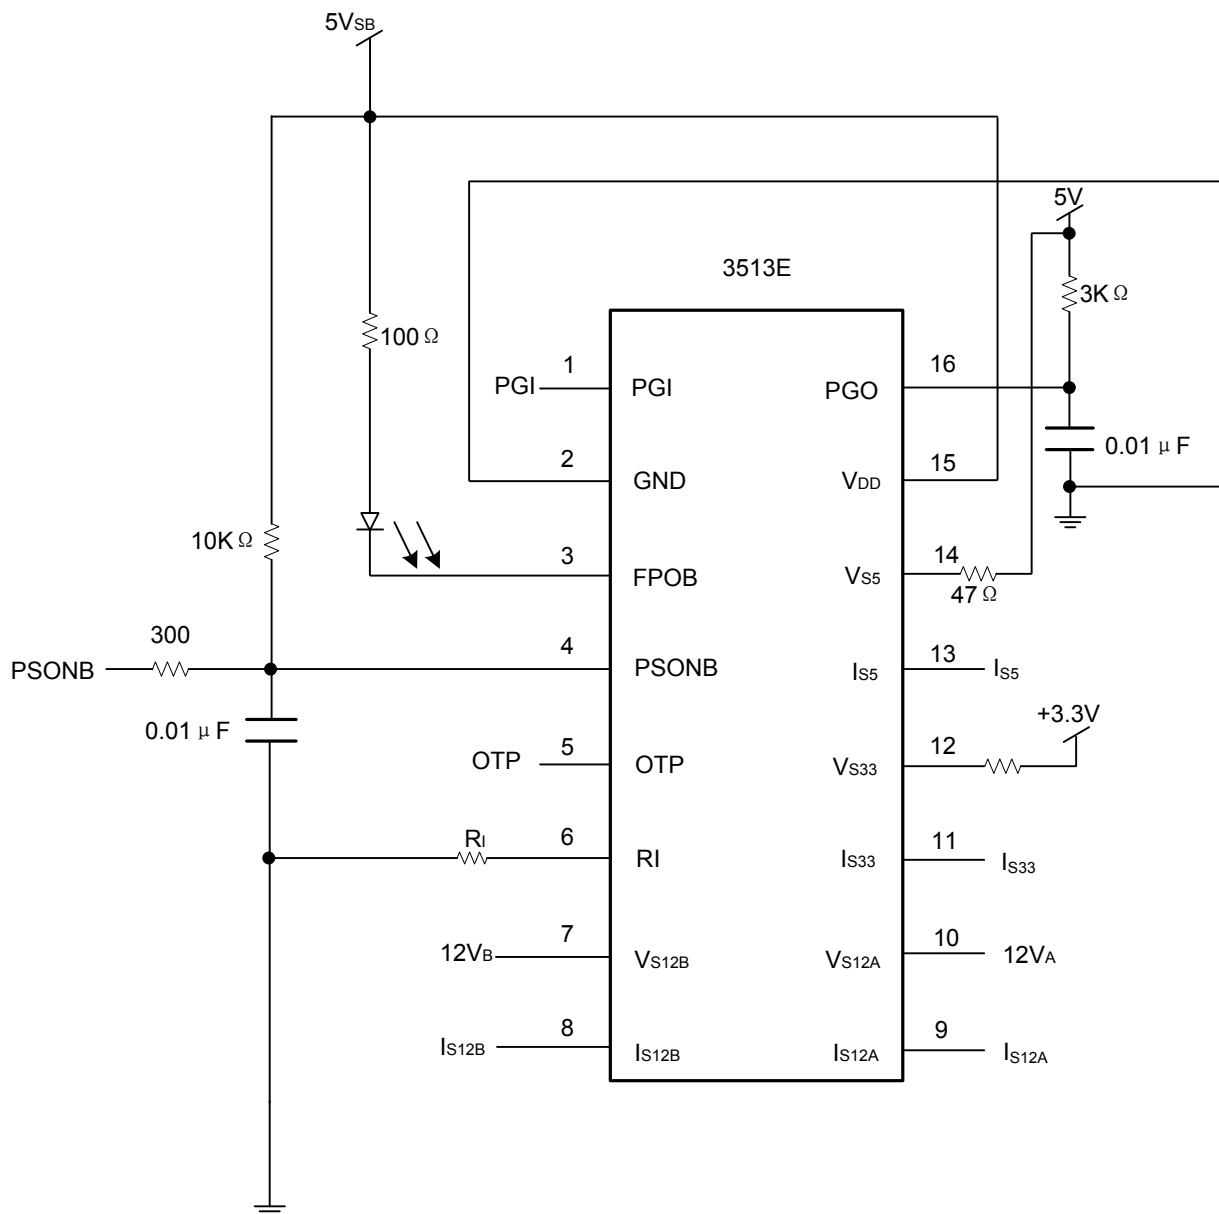 5VSB
5V
3513E
3KΩ
100Ω
1
16
PGI
PGI
PGO
0.01μF
2
15
GND
VDD
10KΩ
3
14
FPOB
VS5
47Ω
300
4
13
PSONB
PSONB
IS5
IS5
0.01μF
+3.3V
5
12
OTP
OTP
VS33
RI
6
11
RI
IS33
IS33
7
10
12VB
VS12B
VS12A
12VA
8
9
IS12B
IS12B
IS12A
IS12A